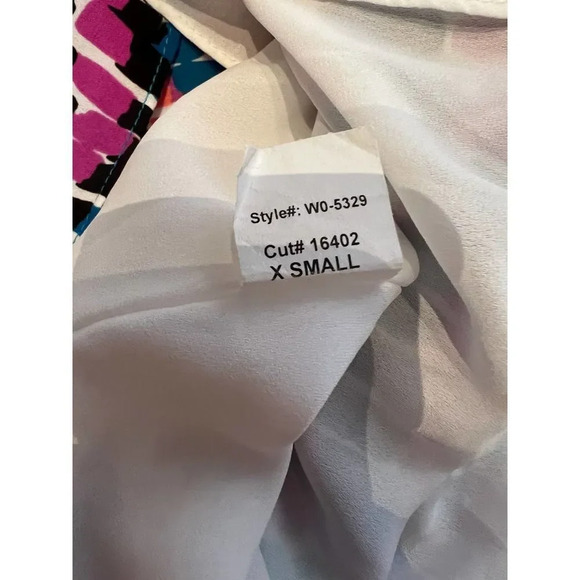 Style#: W0-5329
Cut# 16402
X SMALL